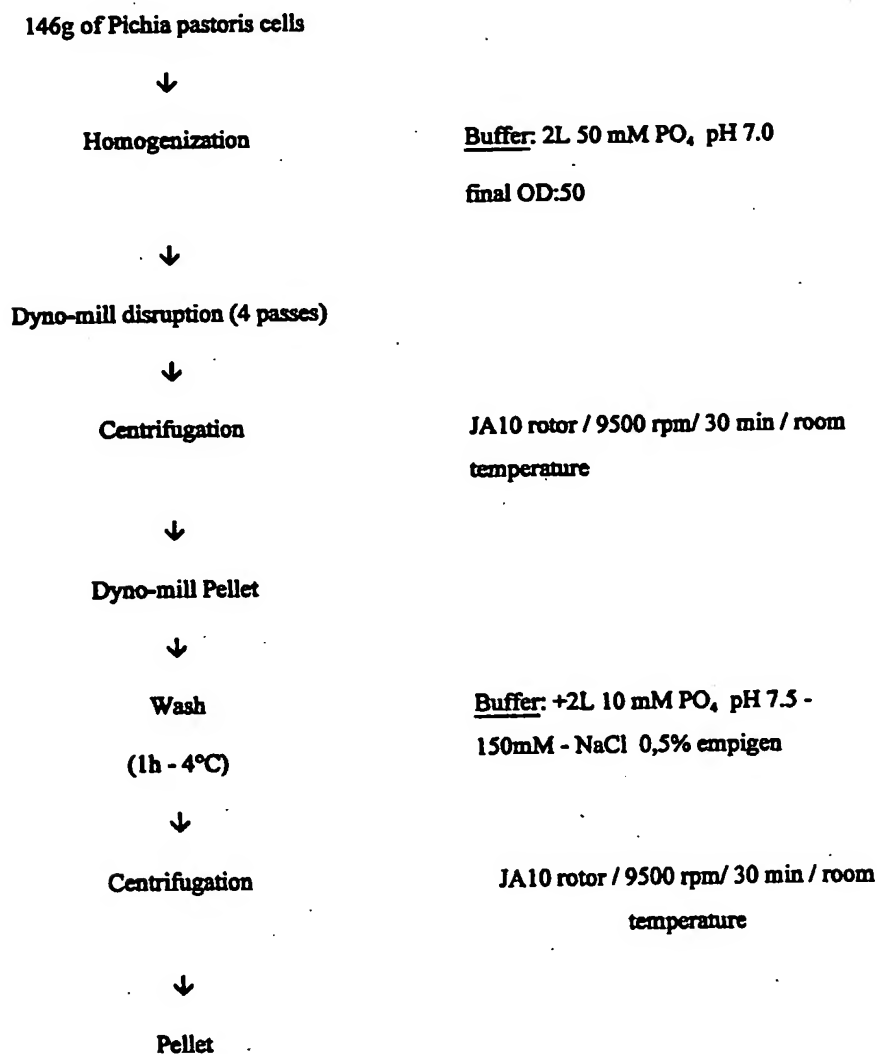 146g of Pichia pastoris cells
↓
Homogenization
Buffer: 2L 50 mM PO₄ pH 7.0
final OD:50
↓
Dyno-mill disruption (4 passes)
↓
Centrifugation
JA10 rotor / 9500 rpm/ 30 min / room
temperature
↓
Dyno-mill Pellet
↓
Wash
(1h - 4°C)
Buffer: +2L 10 mM PO₄ pH 7.5 -
150mM - NaCl 0,5% empigen
↓
Centrifugation
JA10 rotor / 9500 rpm/ 30 min / room
temperature
↓
Pellet